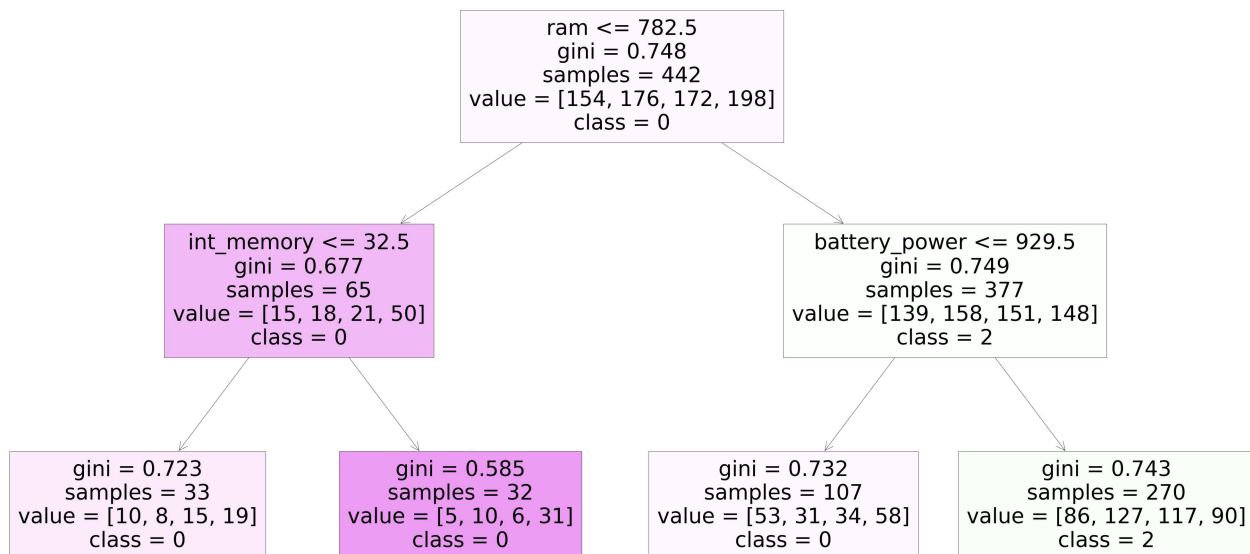 ram <= 782.5
gini = 0.748
samples = 442
value = [154, 176, 172, 198]
class = 0
int_memory <= 32.5
gini = 0.677
samples = 65
value = [15, 18, 21, 50]
class = 0
battery_power <= 929.5
gini = 0.749
samples = 377
value = [139, 158, 151, 148]
class = 2
gini = 0.723
samples = 33
value = [10, 8, 15, 19]
class = 0
gini = 0.585
samples = 32
value = [5, 10, 6, 31]
class = 0
gini = 0.732
samples = 107
value = [53, 31, 34, 58]
class = 0
gini = 0.743
samples = 270
value = [86, 127, 117, 90]
class = 2